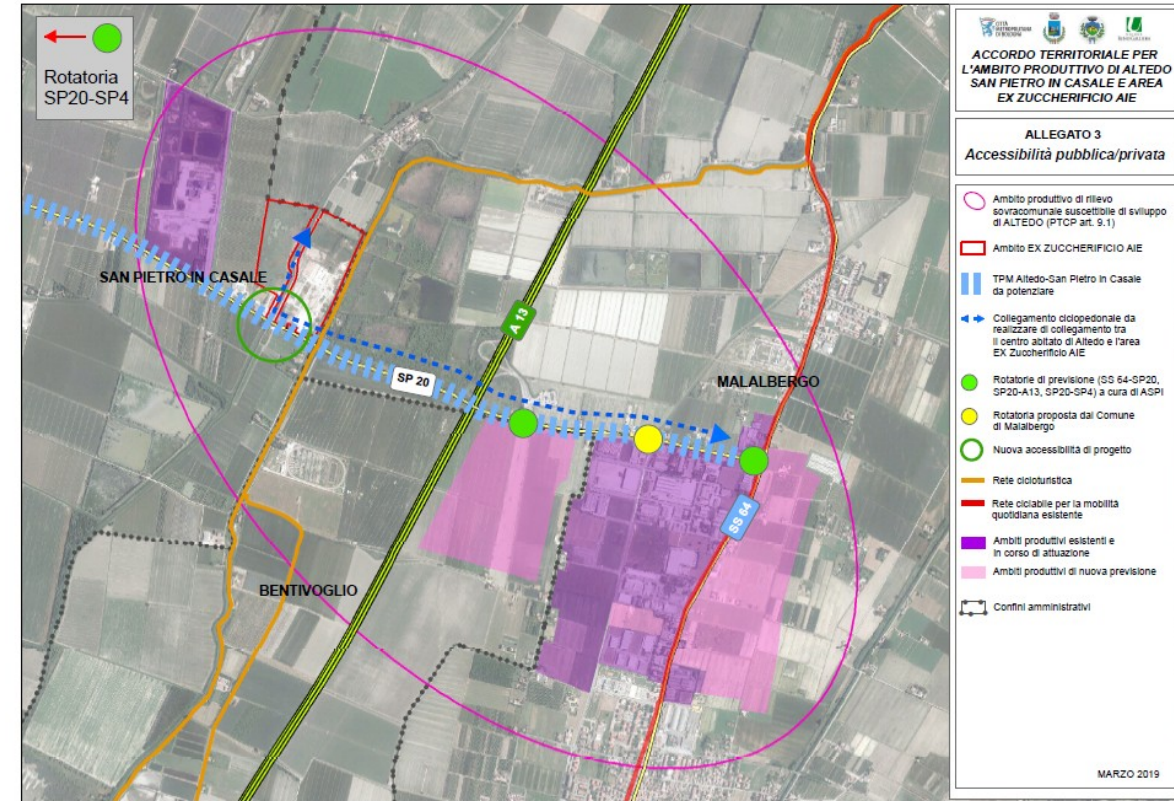 Rotatoria
SP20-SP4
SAN PIETRO IN CASALE
A 13
SP 20
MALALBERGO
SS 64
BENTIVOGLIO
CITTÀ
METROPOLITANA
DI BOLOGNA
ACCORDO TERRITORIALE PER
L'AMBITO PRODUTTIVO DI ALTEDO
SAN PIETRO IN CASALE E AREA
EX ZUCCHERIFICIO AIE
ALLEGATO 3
Accessibilità pubblica/privata
Ambito produttivo di rilievo
sovracomunale suscettibile di sviluppo
di ALTEDO (PTCP art. 9.1)
Ambito EX ZUCCHERIFICIO AIE
TPM Altedo-San Pietro in Casale
da potenziare
Collegamento ciclopedonale da
realizzare di collegamento tra
il centro abitato di Altedo e l'area
EX Zuccherificio AIE
Rotatorie di previsione (SS 64-SP20,
SP20-A13, SP20-SP4) a cura di ASPI
Rotatoria proposta dal Comune
di Malalbergo
Nuova accessibilità di progetto
Rete cicloturistica
Rete ciclabile per la mobilità
quotidiana esistente
Ambiti produttivi esistenti e
in corso di attuazione
Ambiti produttivi di nuova previsione
Confini amministrativi
MARZO 2019